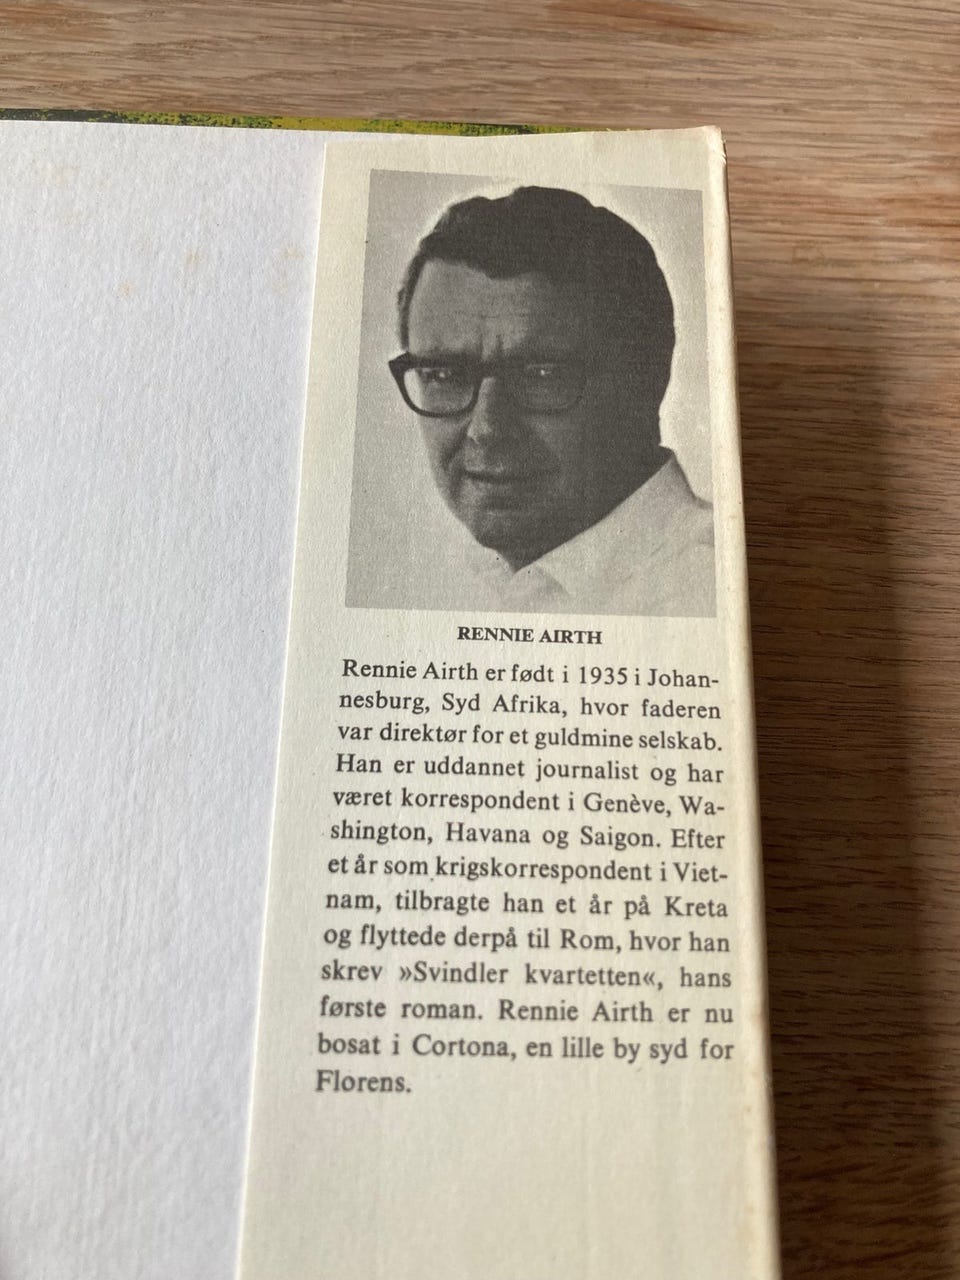 RENNIE AIRTH
Rennie Airth er født i 1935 i Johan-
nesburg, Syd Afrika, hvor faderen
var direktør for et guldmine selskab.
Han er uddannet journalist og har
været korrespondent i Genève, Wa-
shington, Havana og Saigon. Efter
et år som krigskorrespondent i Viet-
nam, tilbragte han et år på Kreta
og flyttede derpå til Rom, hvor han
skrev »Svindler kvartetten«, hans
første roman. Rennie Airth er nu
bosat i Cortona, en lille by syd for
Florens.